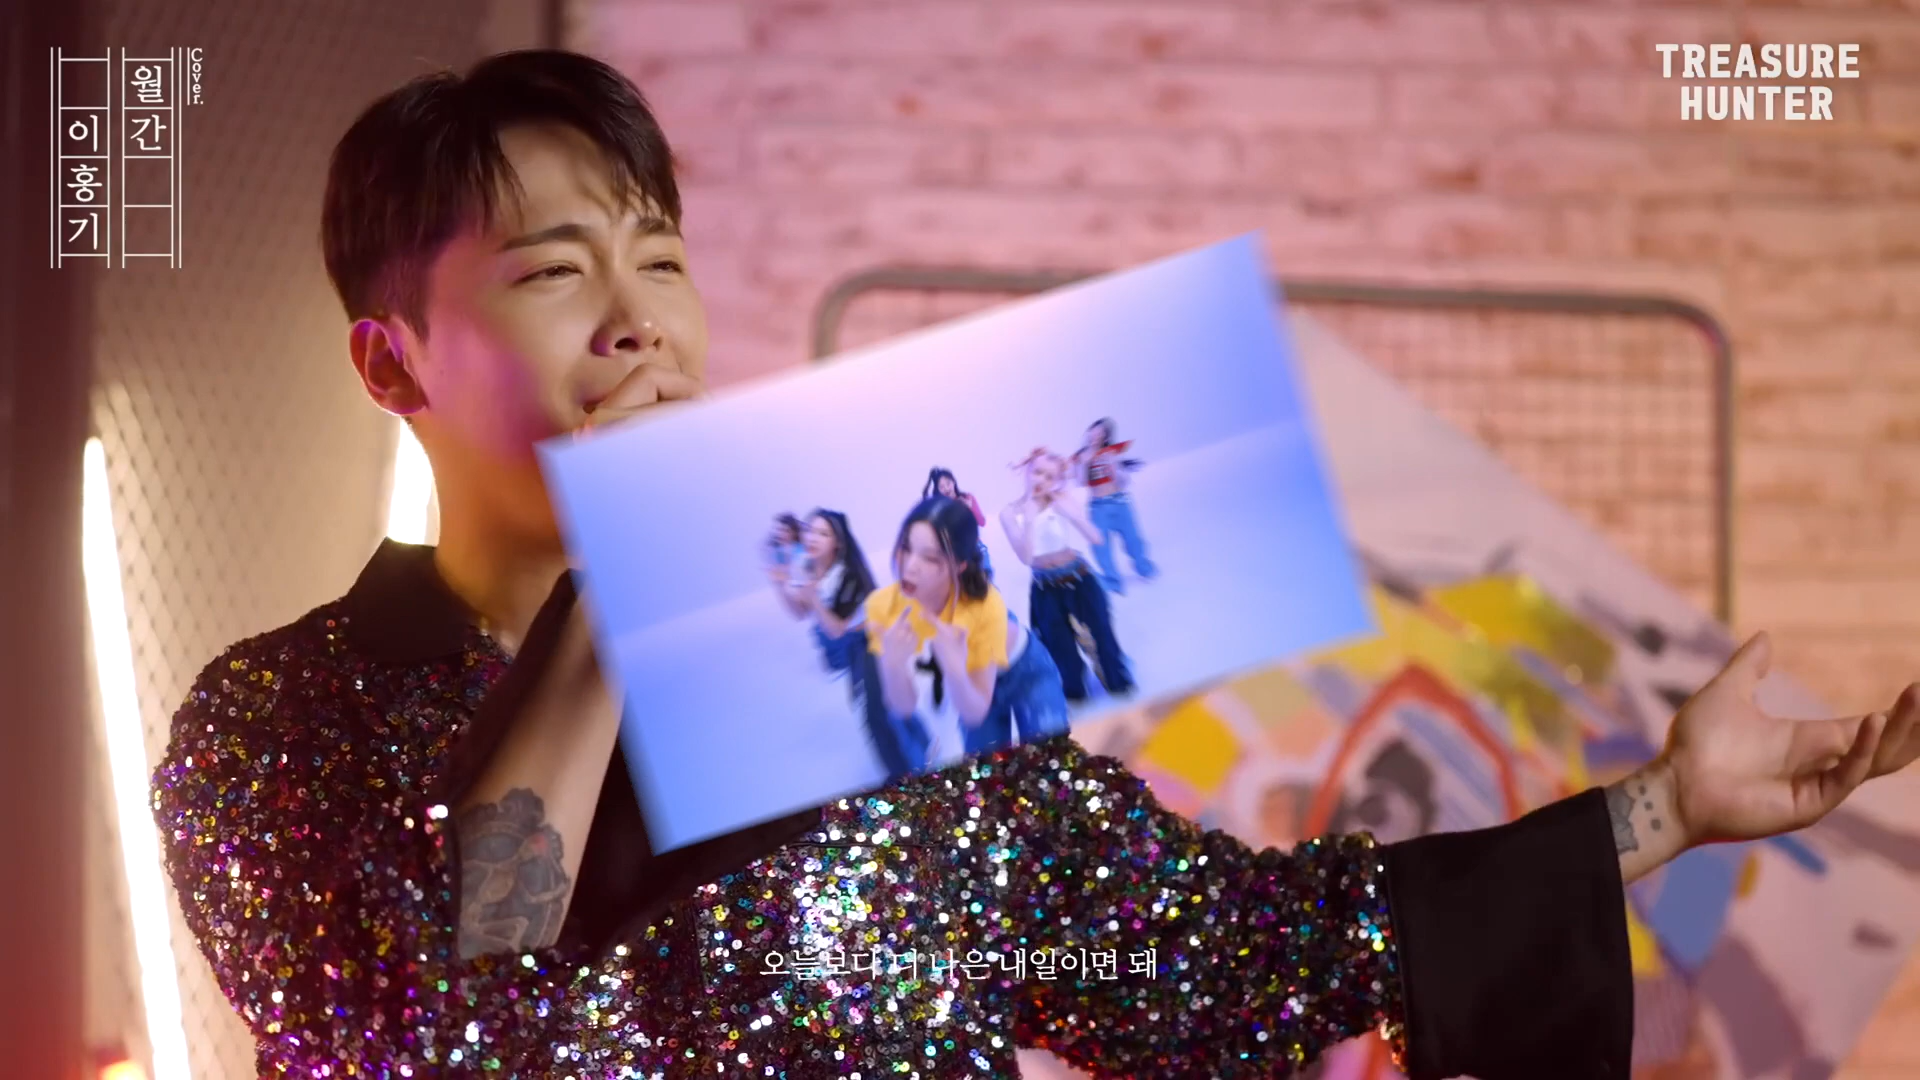 월간
이홍기
Cover.
TREASURE
HUNTER
오늘보다 더 나은 내일이면 돼